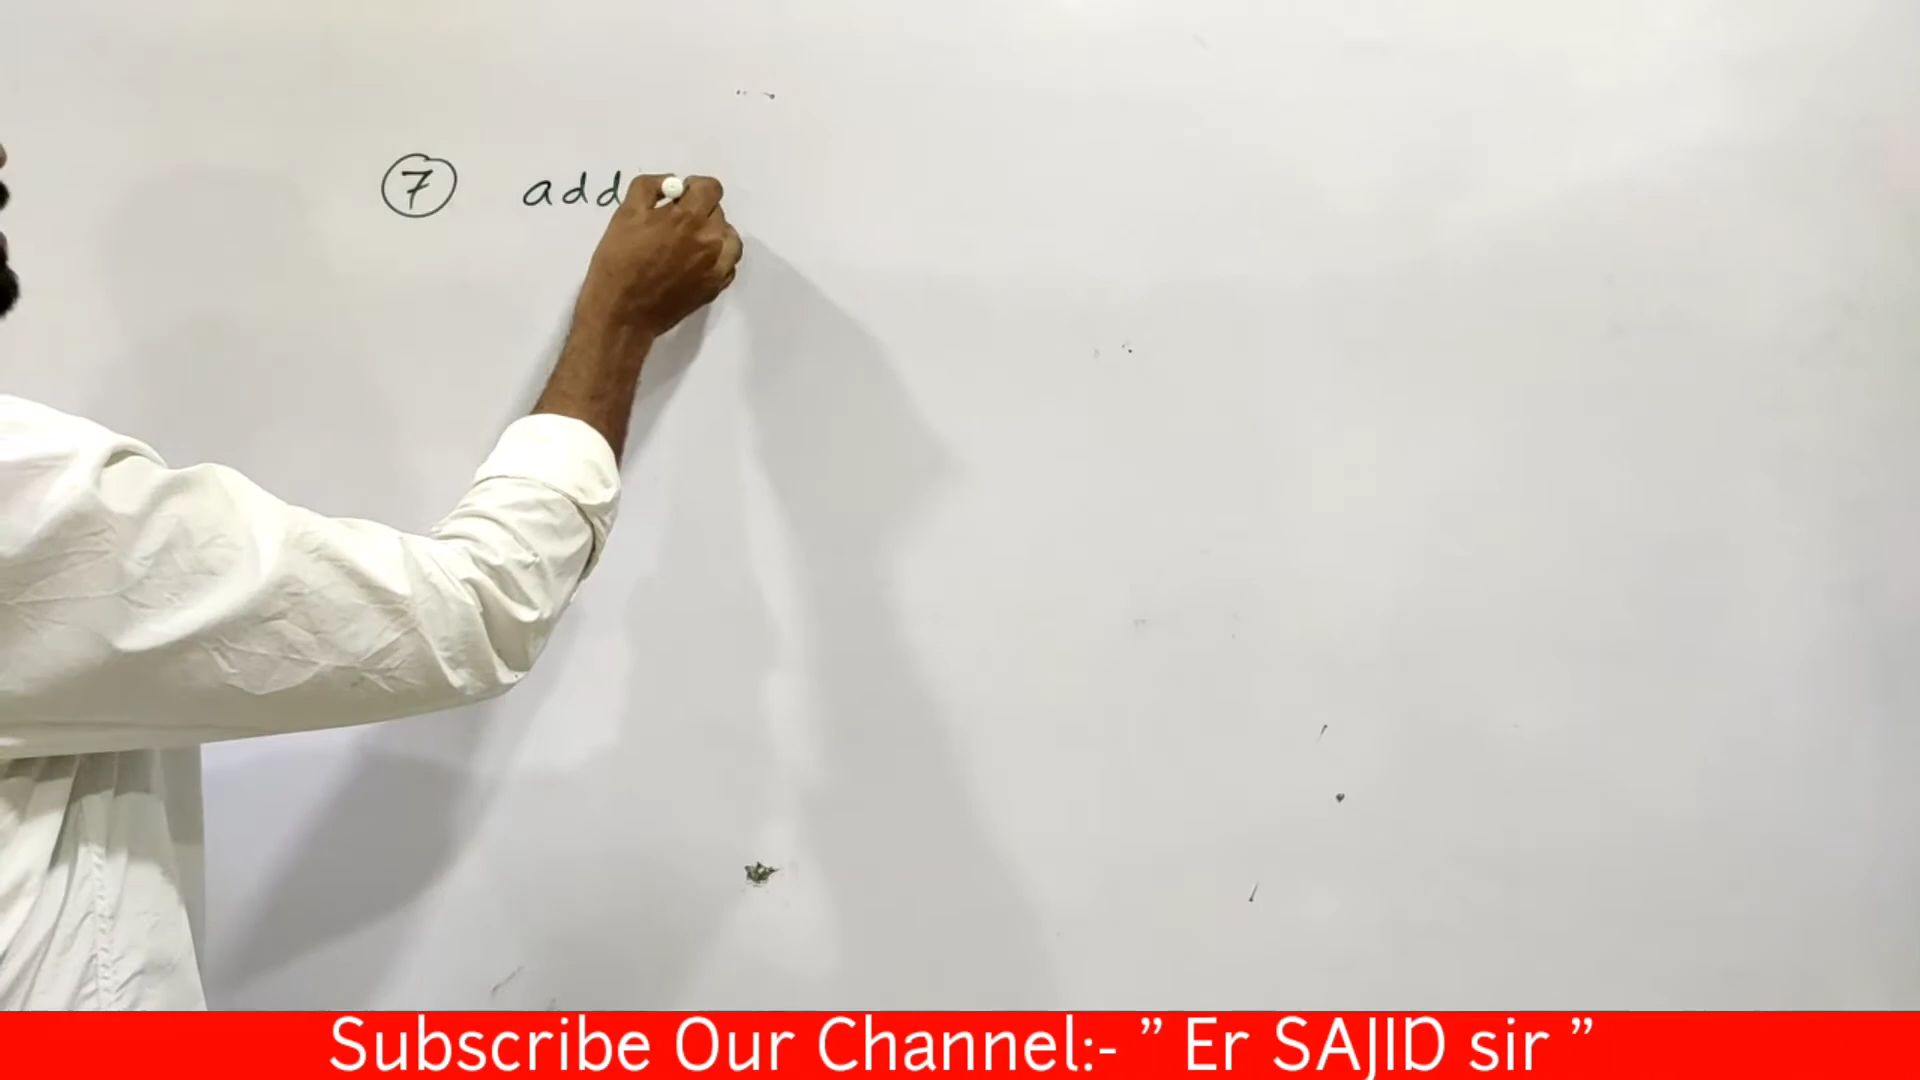 ⑦ add
Subscribe Our Channel:- ” Er SAJID sir ”